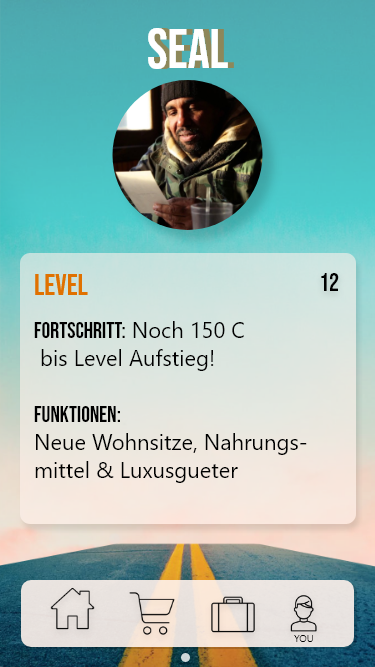 SEAL
LEVEL 12
FORTSCHRITT: Noch 150 C
bis Level Aufstieg!
FUNKTIONEN:
Neue Wohnsitze, Nahrungs-
mittel & Luxusgueter
YOU